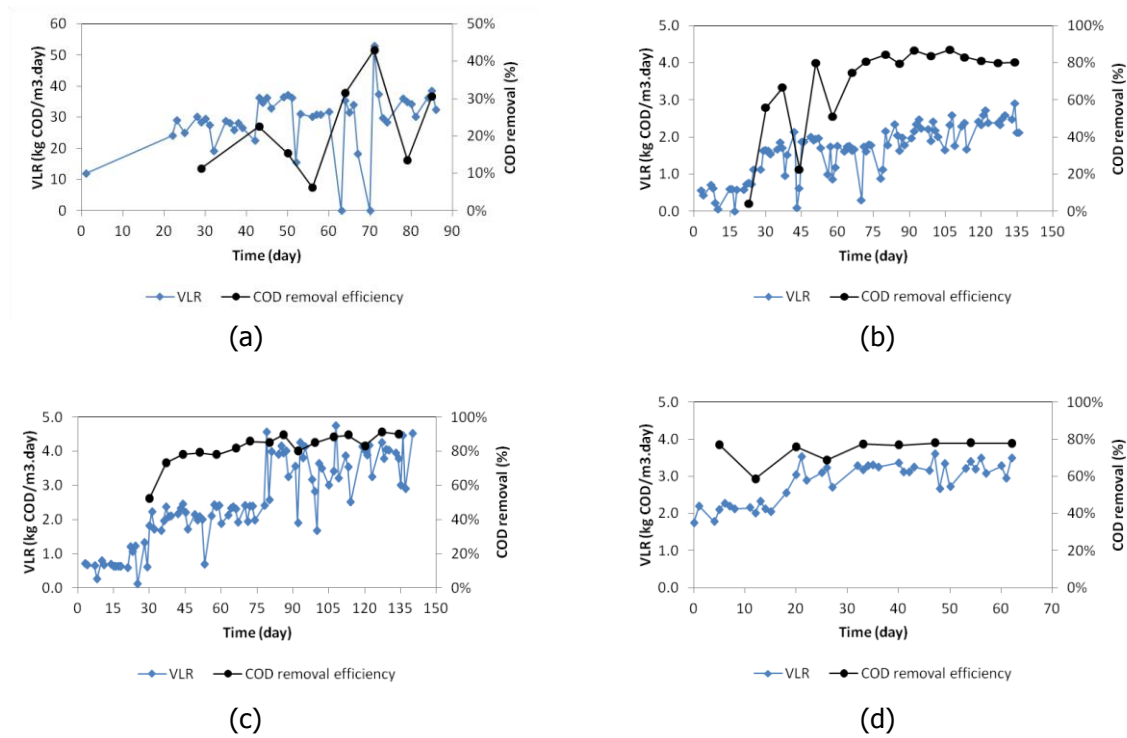 60 50%
50 40%
40 30%
30 20%
20 10%
10
0 0%
0 10 20 30 40 50 60 70 80 90
VLR (kg COD/m3.day)
COD removal (%)
Time (day)
VLR COD removal efficiency
(a)
5.0 100%
4.0 80%
3.0 60%
2.0 40%
1.0 20%
0.0 0%
0 15 30 45 60 75 90 105 120 135 150
VLR (kg COD/m3.day)
COD removal (%)
Time (day)
VLR COD removal efficiency
(b)
5.0 100%
4.0 80%
3.0 60%
2.0 40%
1.0 20%
0.0 0%
0 15 30 45 60 75 90 105 120 135 150
VLR (kg COD/m3.day)
COD removal (%)
Time (day)
VLR COD removal efficiency
(c)
5.0 100%
4.0 80%
3.0 60%
2.0 40%
1.0 20%
0.0 0%
0 10 20 30 40 50 60 70
VLR (kg COD/m3.day)
COD removal (%)
Time (day)
VLR COD removal efficiency
(d)